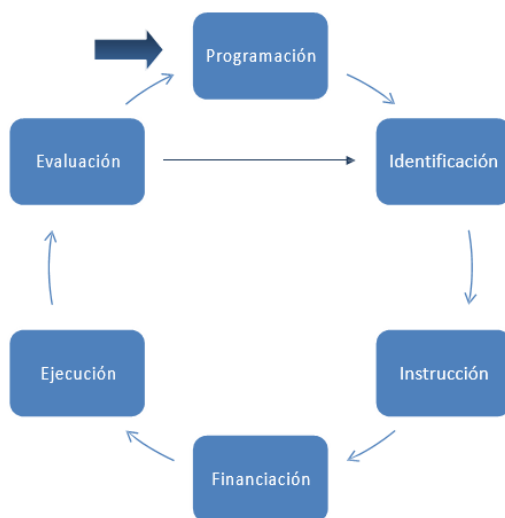 Programación
Evaluación
Identificación
Ejecución
Instrucción
Financiación